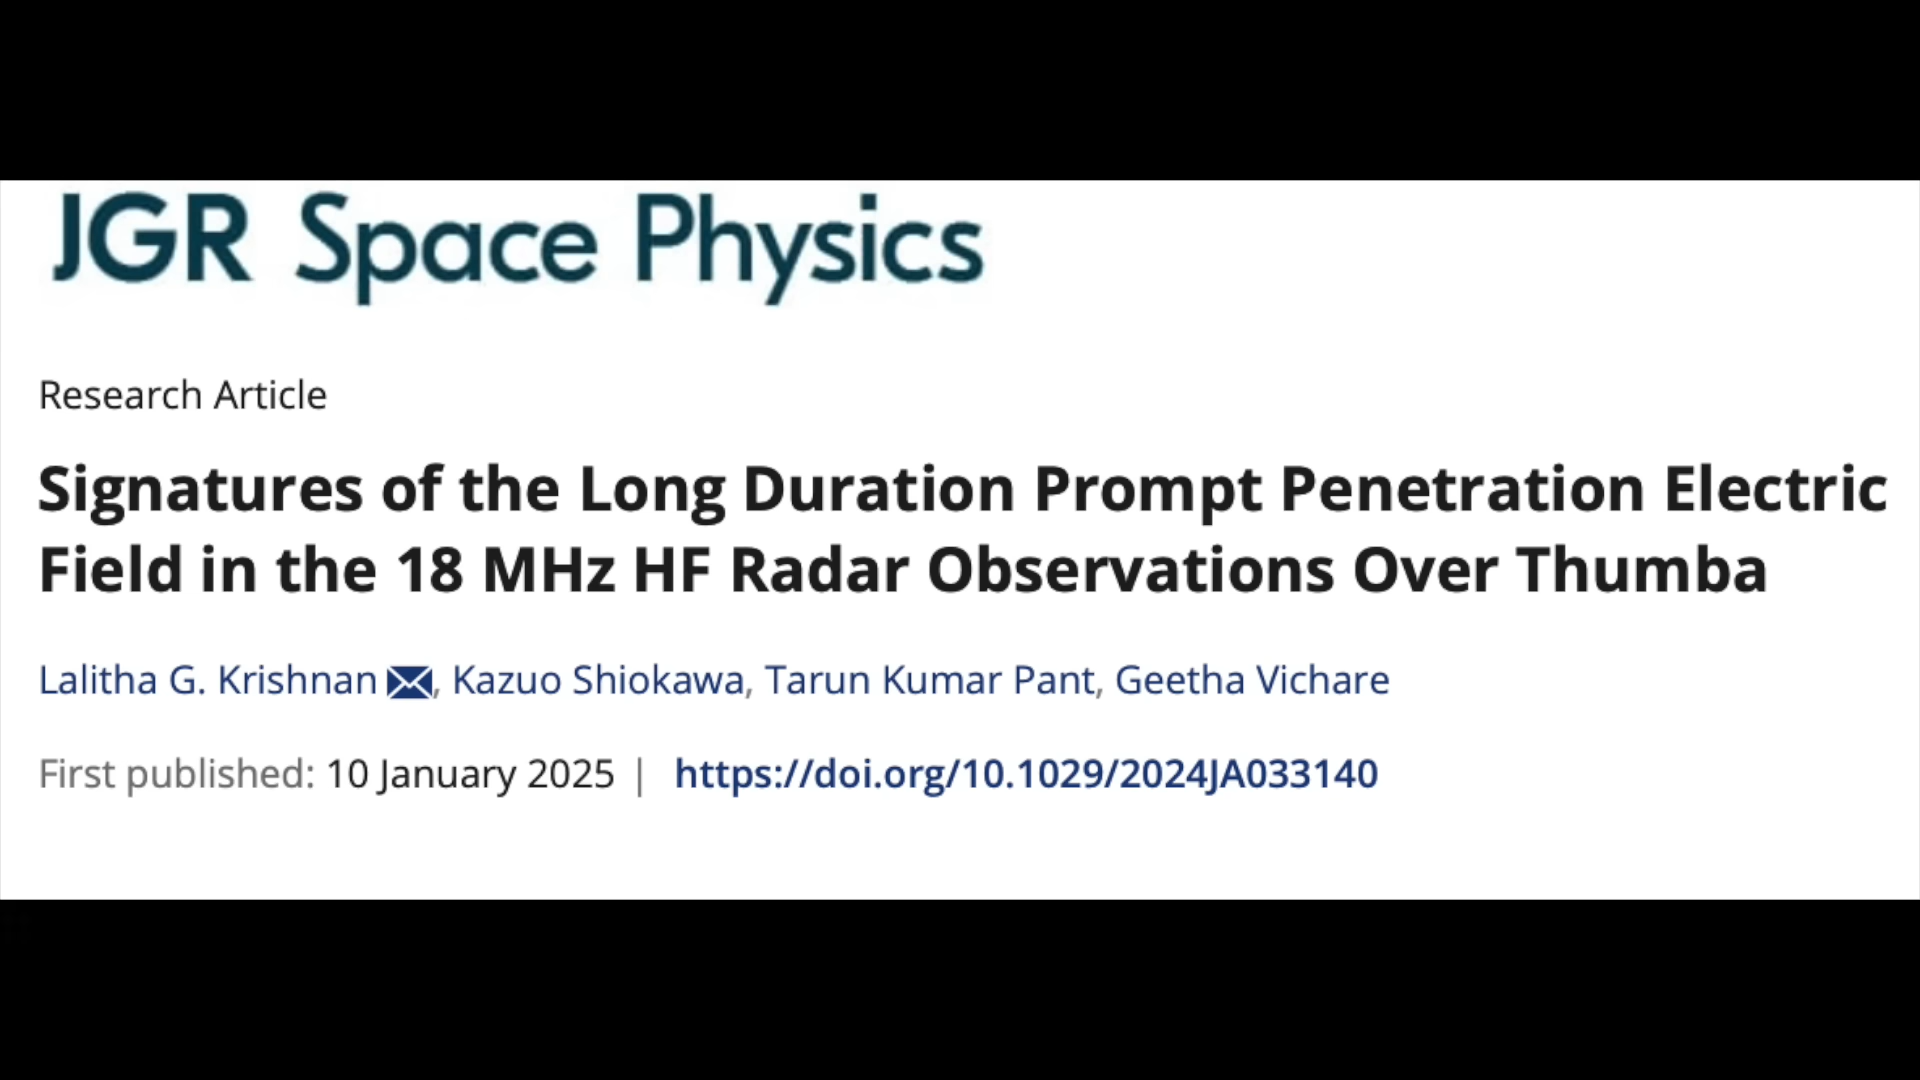 JGR Space Physics
Research Article
Signatures of the Long Duration Prompt Penetration Electric
Field in the 18 MHz HF Radar Observations Over Thumba
Lalitha G. Krishnan, Kazuo Shiokawa, Tarun Kumar Pant, Geetha Vichare
First published: 10 January 2025 | https://doi.org/10.1029/2024JA033140